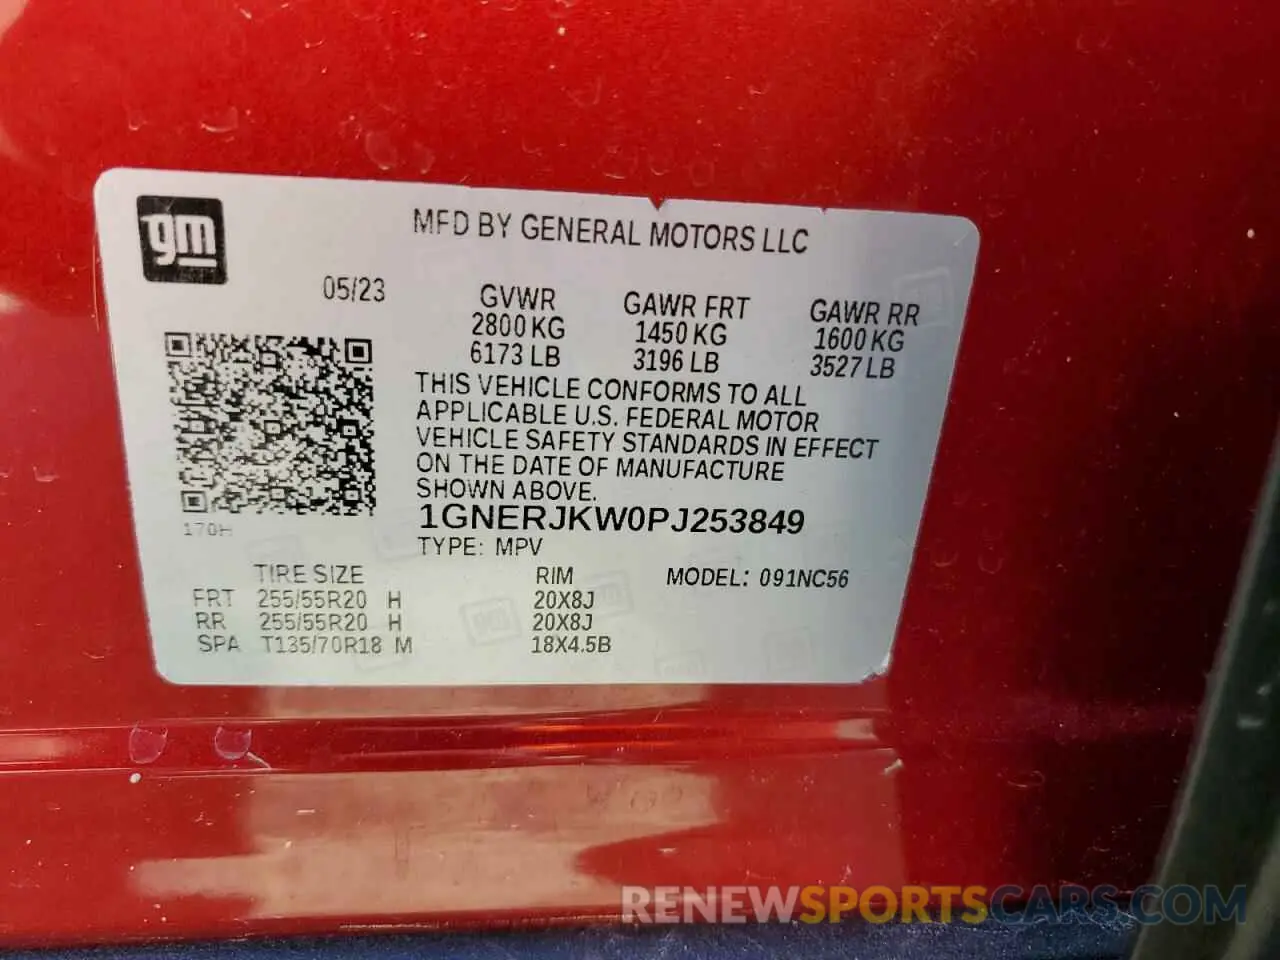 gm
MFD BY GENERAL MOTORS LLC
05/23
GVWR GAWR FRT GAWR RR
2800 KG 1450 KG 1600 KG
6173 LB 3196 LB 3527 LB
THIS VEHICLE CONFORMS TO ALL
APPLICABLE U.S. FEDERAL MOTOR
VEHICLE SAFETY STANDARDS IN EFFECT
ON THE DATE OF MANUFACTURE
SHOWN ABOVE.
170H
1GNERJKW0PJ253849
TYPE: MPV
TIRE SIZE RIM MODEL: 091NC56
FRT 255/55R20 H 20X8J
RR 255/55R20 H 20X8J
SPA T135/70R18 M 18X4.5B
RENEWSPORTSCARS.COM